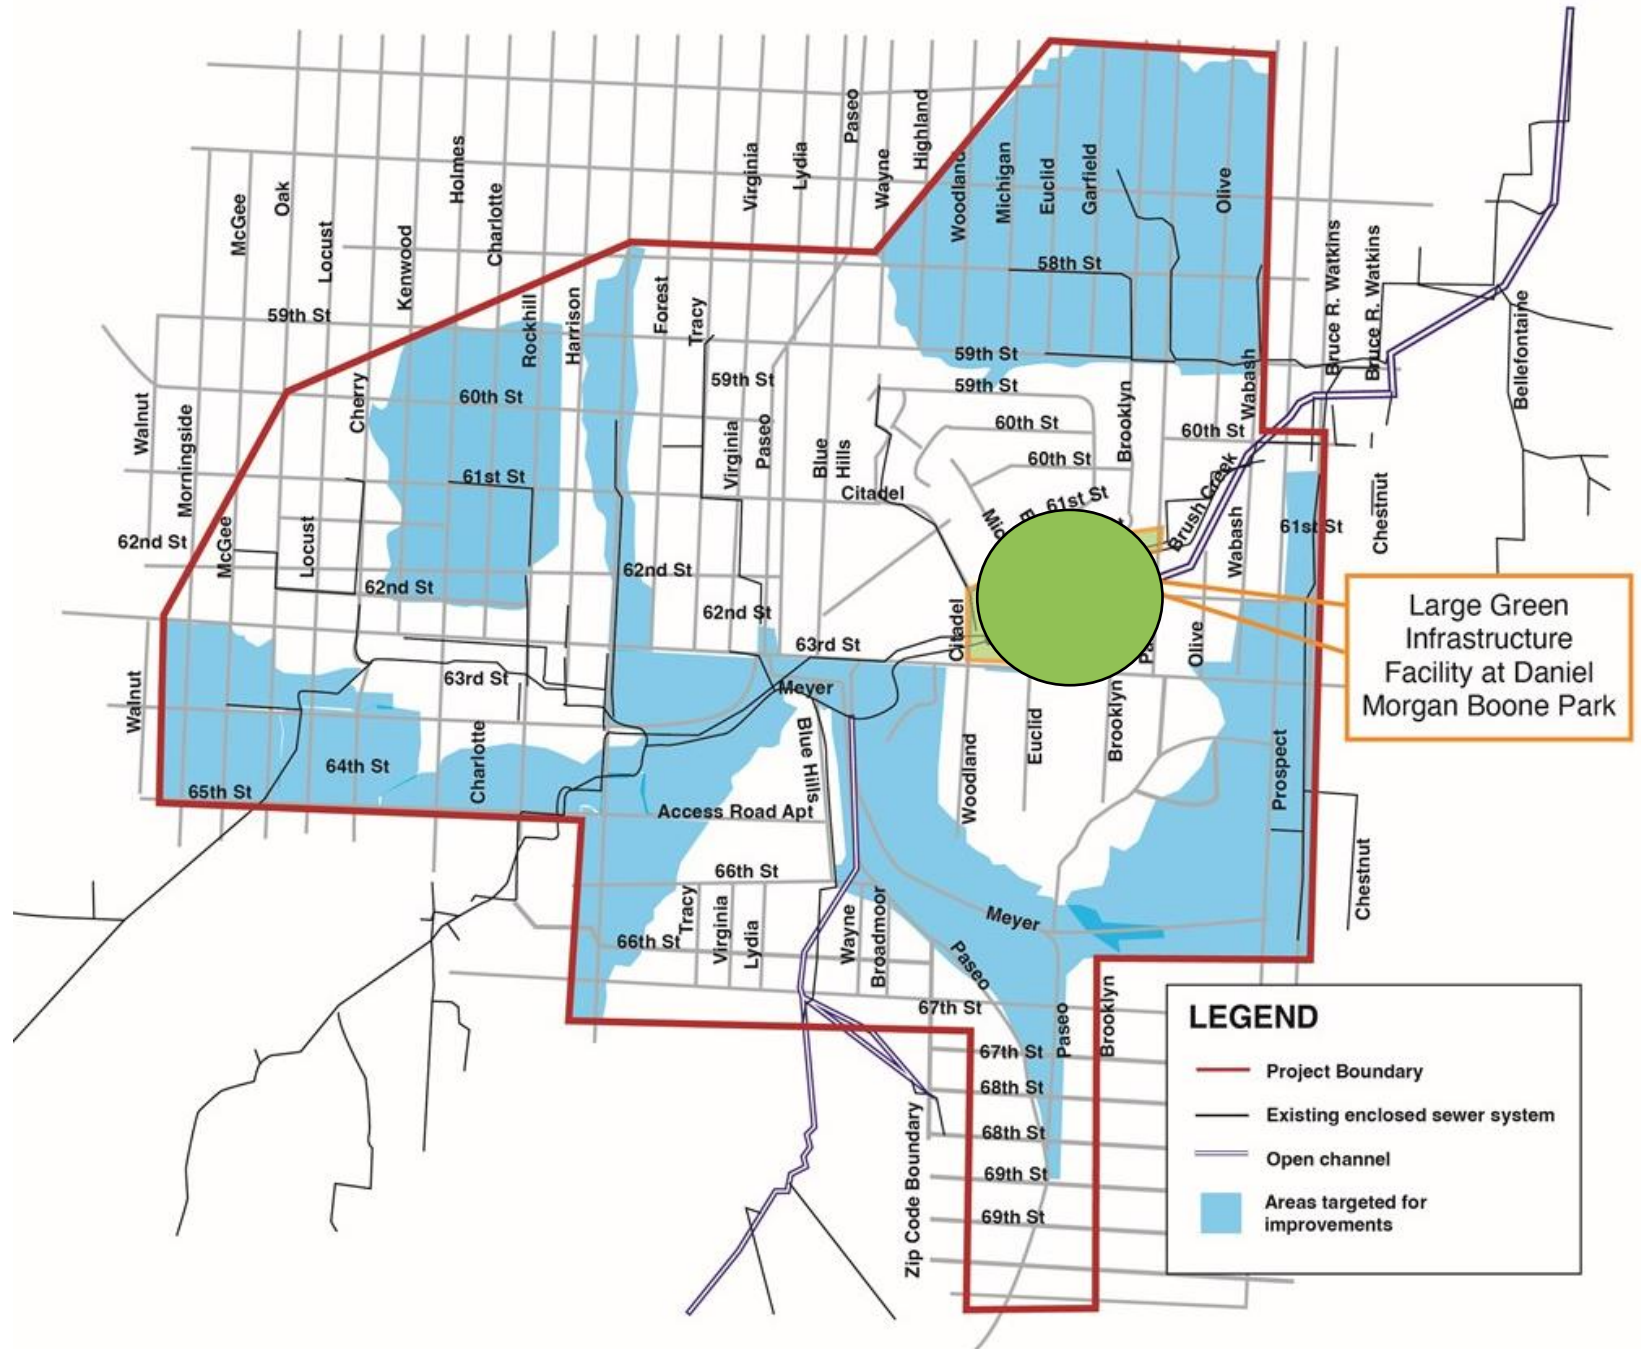 Paseo
Highland
Holmes
Virginia
Lydia
Wayne
Woodland
Michigan
Euclid
Garfield
Olive
McGee
Oak
Locust
Kenwood
Charlotte
58th St
Bruce R. Watkins
Bruce R. Watkins
59th St
Rockhill
Harrison
Forest
Tracy
Bellefontaine
59th St
59th St
59th St
Wabash
Walnut
Morningside
Cherry
60th St
Virginia
Paseo
Blue
Hills
60th St
Brooklyn
60th St
60th St
61st St
Citadel
61st St
Brush Creek
Wabash
61st St
Chestnut
62nd St
McGee
Locust
62nd St
62nd St
62nd St
Citadel
63rd St
Olive
Large Green
Infrastructure
Facility at Daniel
Morgan Boone Park
Walnut
63rd St
Meyer
Blue Hills
Woodland
Euclid
Brooklyn
Prospect
64th St
Charlotte
65th St
Access Road Apt
66th St
Chestnut
Tracy
Virginia
Lydia
66th St
Wayne
Broadmoor
Meyer
Paseo
67th St
Paseo
Brooklyn
67th St
68th St
68th St
69th St
69th St
Zip Code Boundary
LEGEND
Project Boundary
Existing enclosed sewer system
Open channel
Areas targeted for
improvements